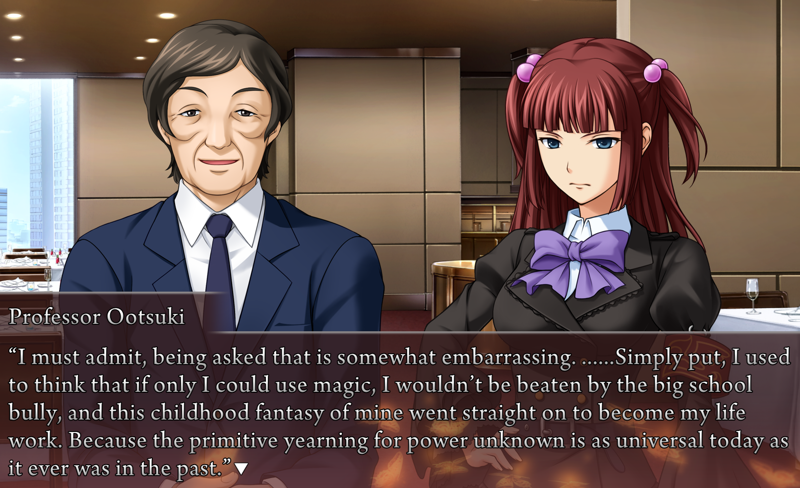 Professor Ootsuki
“I must admit, being asked that is somewhat embarrassing. ......Simply put, I used
to think that if only I could use magic, I wouldn’t be beaten by the big school
bully, and this childhood fantasy of mine went straight on to become my life
work. Because the primitive yearning for power unknown is as universal today as
it ever was in the past.”